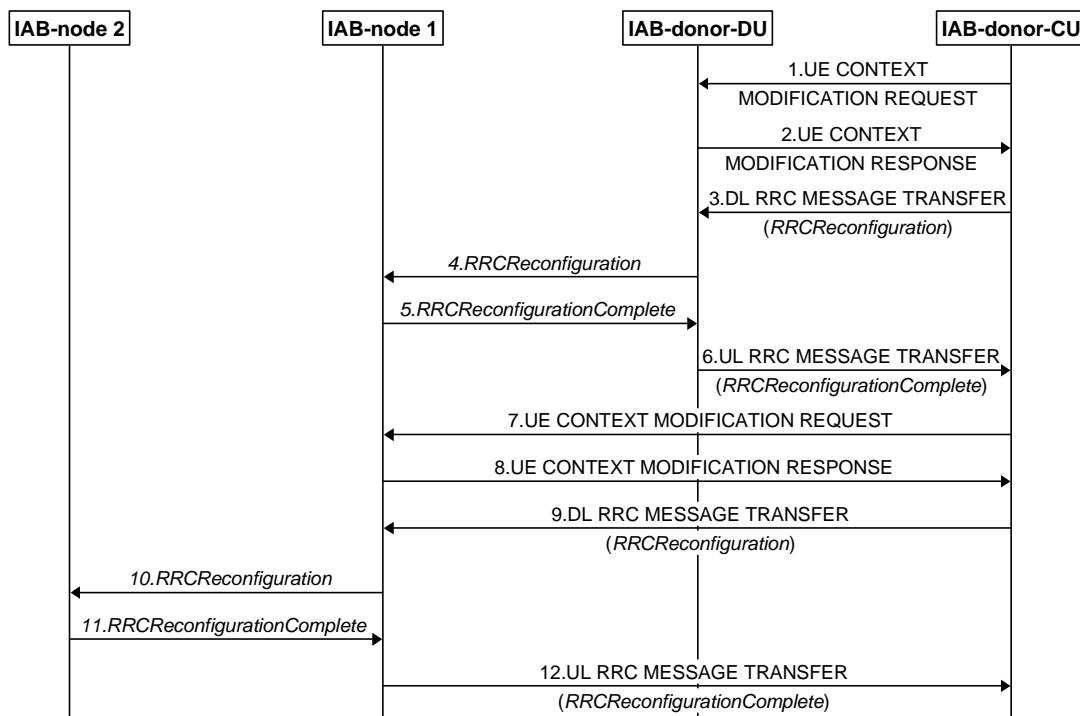 IAB-node 2
IAB-node 1
IAB-donor-DU
IAB-donor-CU
1.UE CONTEXT
MODIFICATION REQUEST
2.UE CONTEXT
MODIFICATION RESPONSE
3.DL RRC MESSAGE TRANSFER
(RRCReconfiguration)
4.RRCReconfiguration
5.RRCReconfigurationComplete
6.UL RRC MESSAGE TRANSFER
(RRCReconfigurationComplete)
7.UE CONTEXT MODIFICATION REQUEST
8.UE CONTEXT MODIFICATION RESPONSE
9.DL RRC MESSAGE TRANSFER
(RRCReconfiguration)
10.RRCReconfiguration
11.RRCReconfigurationComplete
12.UL RRC MESSAGE TRANSFER
(RRCReconfigurationComplete)